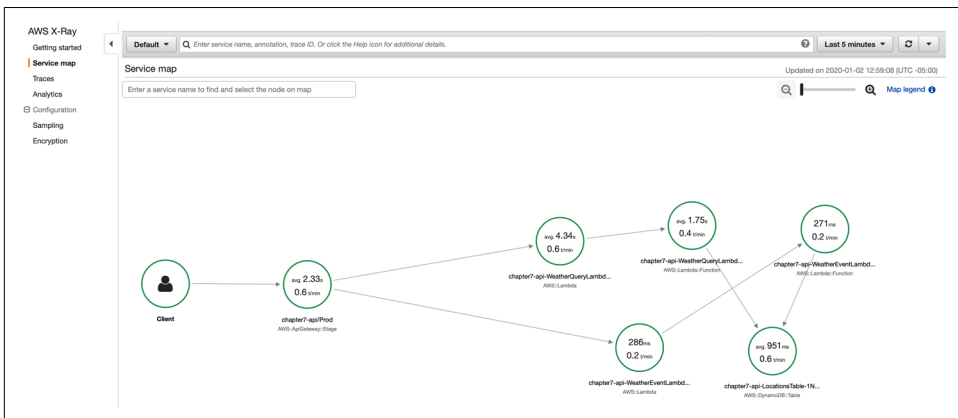 AWS X-Ray
Getting started
Service map
Traces
Analytics
Configuration
Sampling
Encryption
Default
Enter service name, annotation, trace ID. Or click the Help icon for additional details.
Last 5 minutes
Service map
Updated on 2020-01-02 12:59:08 (UTC -05:00)
Enter a service name to find and select the node on map
Map legend
Client
avg. 2.33s
0.6 t/min
chapter7-api/Prod
AWS::ApiGateway::Stage
avg. 4.34s
0.6 t/min
chapter7-api-WeatherQueryLambd...
AWS::Lambda
avg. 1.75s
0.4 t/min
chapter7-api-WeatherQueryLambd...
AWS::Lambda::Function
271ms
0.2 t/min
chapter7-api-WeatherEventLambd...
AWS::Lambda::Function
286ms
0.2 t/min
chapter7-api-WeatherEventLambd...
AWS::Lambda
avg. 951ms
0.6 t/min
chapter7-api-LocationsTable-1N...
AWS::DynamoDB::Table